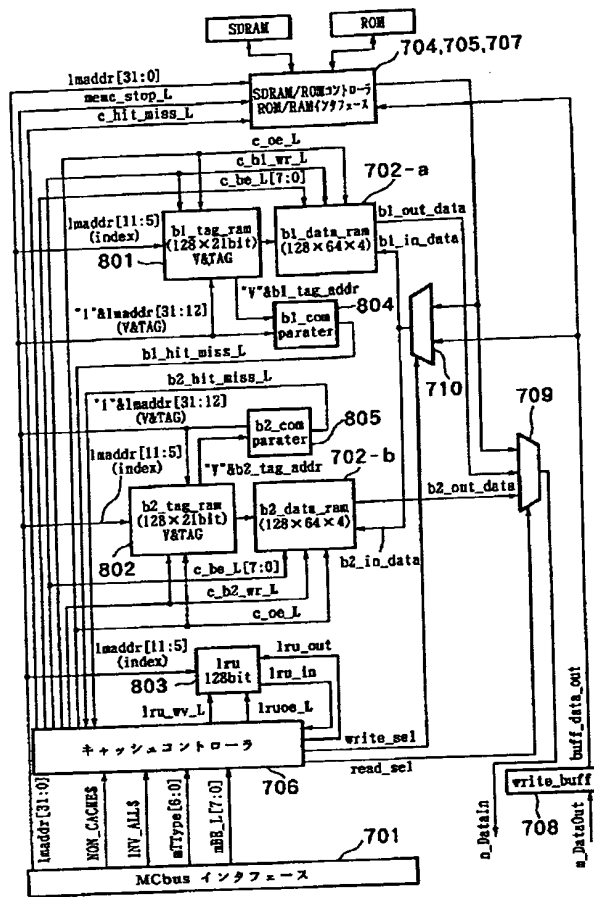 SDRAM
ROM
704,705,707
lmaddr[31:0]
memc_stop_L
c_hit_miss_L
SDRAM/ROMコントローラ
ROM/RAMインタフェース
c_oe_L
c_b1_wr_L
c_be_L[7:0]
702-a
lmaddr[11:5]
(index)
801
b1_tag_ram
(128×21bit)
V&TAG
b1_data_ram
(128×64×4)
b1_out_data
b1_in_data
"V"&b1_tag_addr
804
"1"&lmaddr[31:12]
(V&TAG)
b1_com
parater
b1_hit_miss_L
710
b2_bit_miss_L
"1"&lmaddr[31:12]
(V&TAG)
b2_com
parater
805
709
lmaddr[11:5]
(index)
"V"&b2_tag_addr
702-b
b2_tag_ram
(128×21bit)
V&TAG
b2_data_ram
(128×64×4)
b2_out_data
802
b2_in_data
c_be_L[7:0]
c_b2_wr_L
c_oe_L
lmaddr[11:5]
(index)
lru_out
lru_in
803
lru
128bit
lru_wv_L
lruoe_L
write_sel
read_sel
キャッシュコントローラ
706
buff_data_out
write_buff
708
lmaddr[31:0]
NON_CACHE$
INV_ALL$
mTType[6:0]
mBE_L[7:0]
n_DataIn
m_DataOut
701
MCbus インタフェース